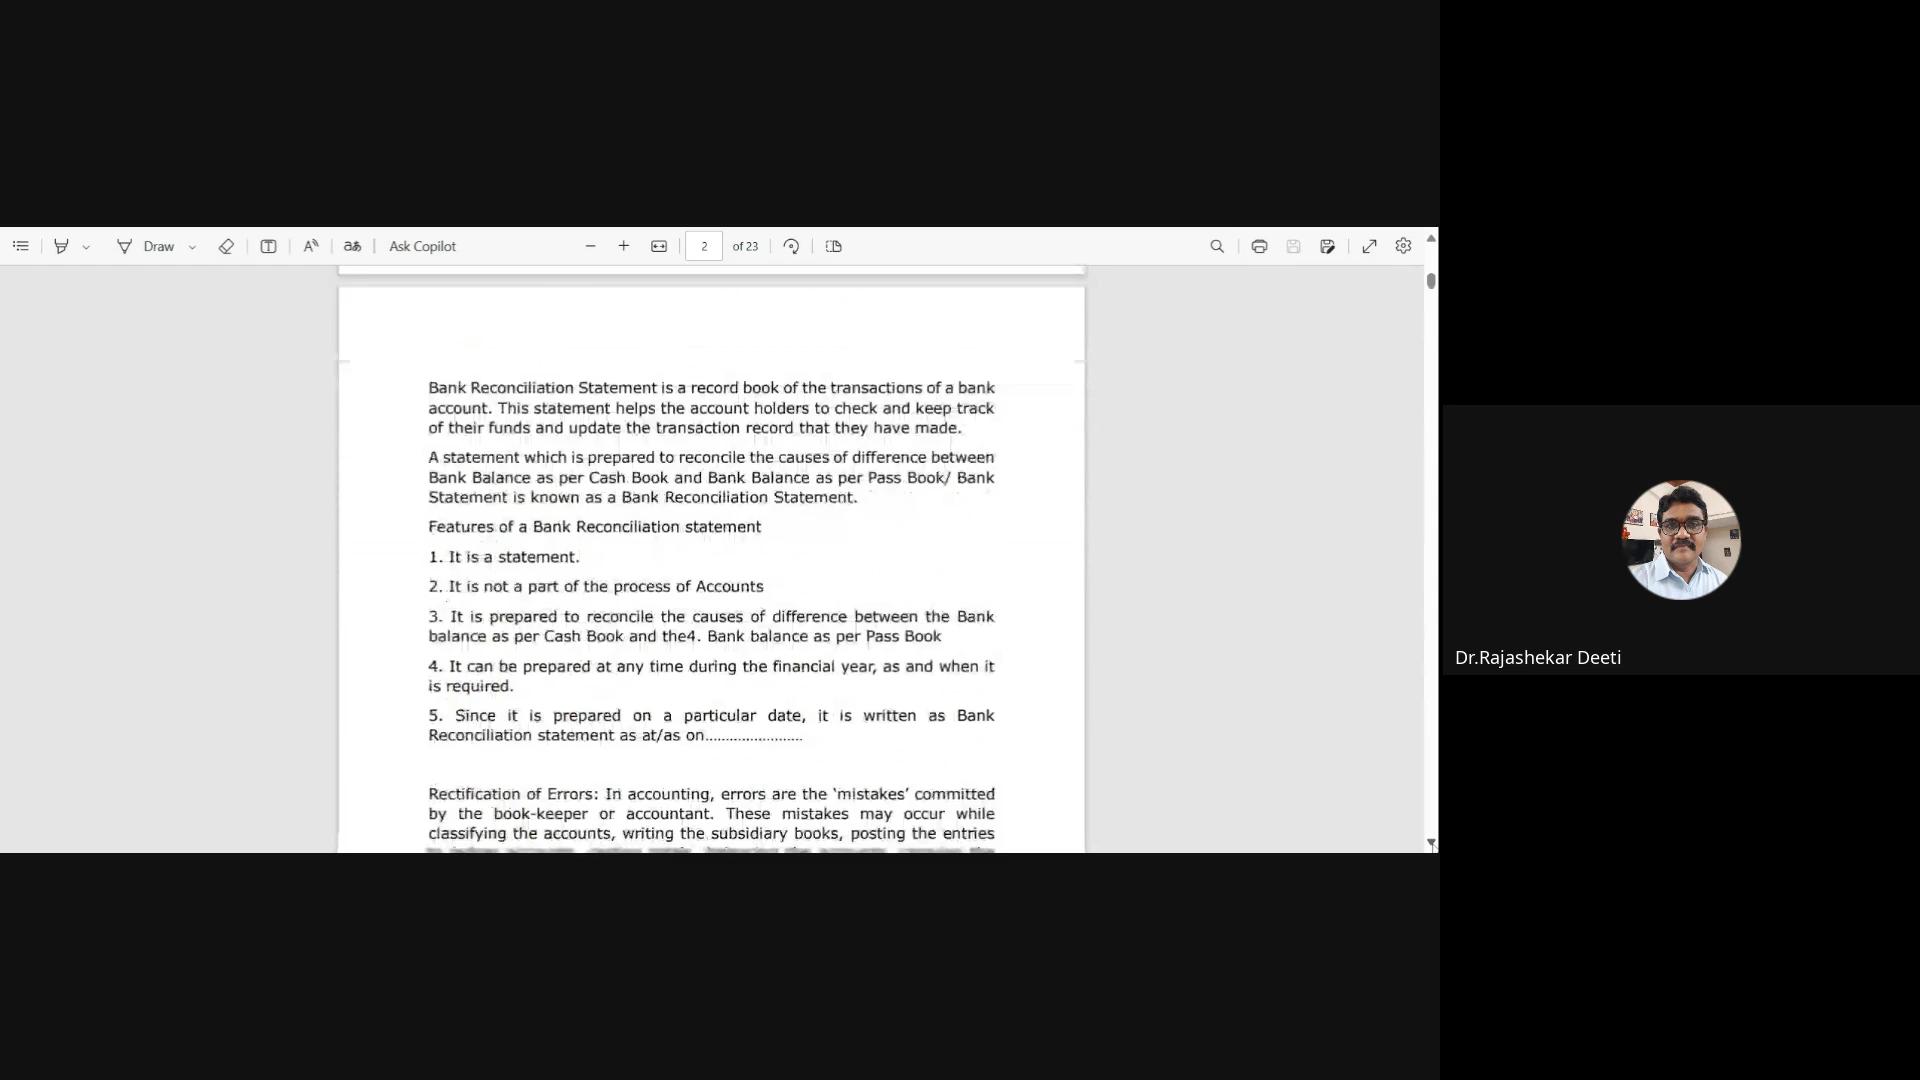 Draw
Ask Copilot
2
of 23
Bank Reconciliation Statement is a record book of the transactions of a bank
account. This statement helps the account holders to check and keep track
of their funds and update the transaction record that they have made.
A statement which is prepared to reconcile the causes of difference between
Bank Balance as per Cash Book and Bank Balance as per Pass Book/ Bank
Statement is known as a Bank Reconciliation Statement.
Features of a Bank Reconciliation statement
1. It is a statement.
2. It is not a part of the process of Accounts
3. It is prepared to reconcile the causes of difference between the Bank
balance as per Cash Book and the4. Bank balance as per Pass Book
4. It can be prepared at any time during the financial year, as and when it
is required.
5. Since it is prepared on a particular date, it is written as Bank
Reconciliation statement as at/as on........................
Rectification of Errors: In accounting, errors are the ‘mistakes’ committed
by the book-keeper or accountant. These mistakes may occur while
classifying the accounts, writing the subsidiary books, posting the entries
Dr.Rajashekar Deeti